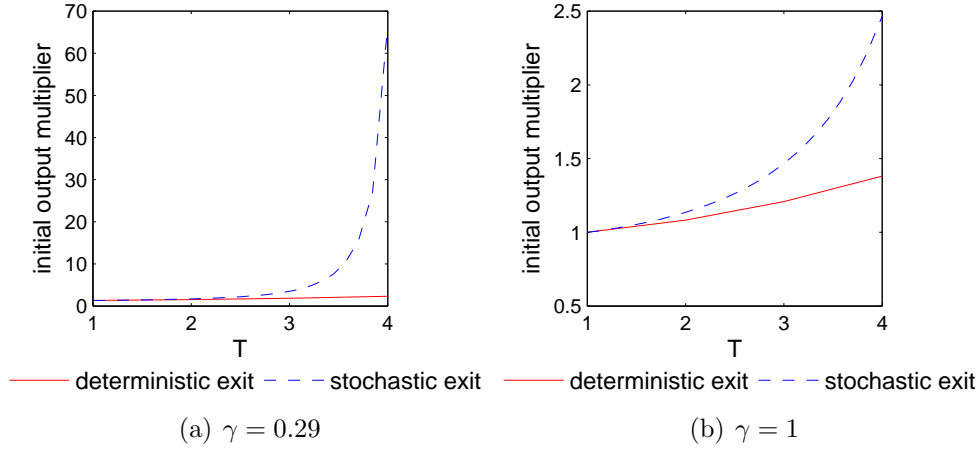 70
60
50
40
30
20
10
0
initial output multiplier
1 2 3 4
T
deterministic exit stochastic exit
(a) γ = 0.29
2.5
2
1.5
1
0.5
initial output multiplier
1 2 3 4
T
deterministic exit stochastic exit
(b) γ = 1